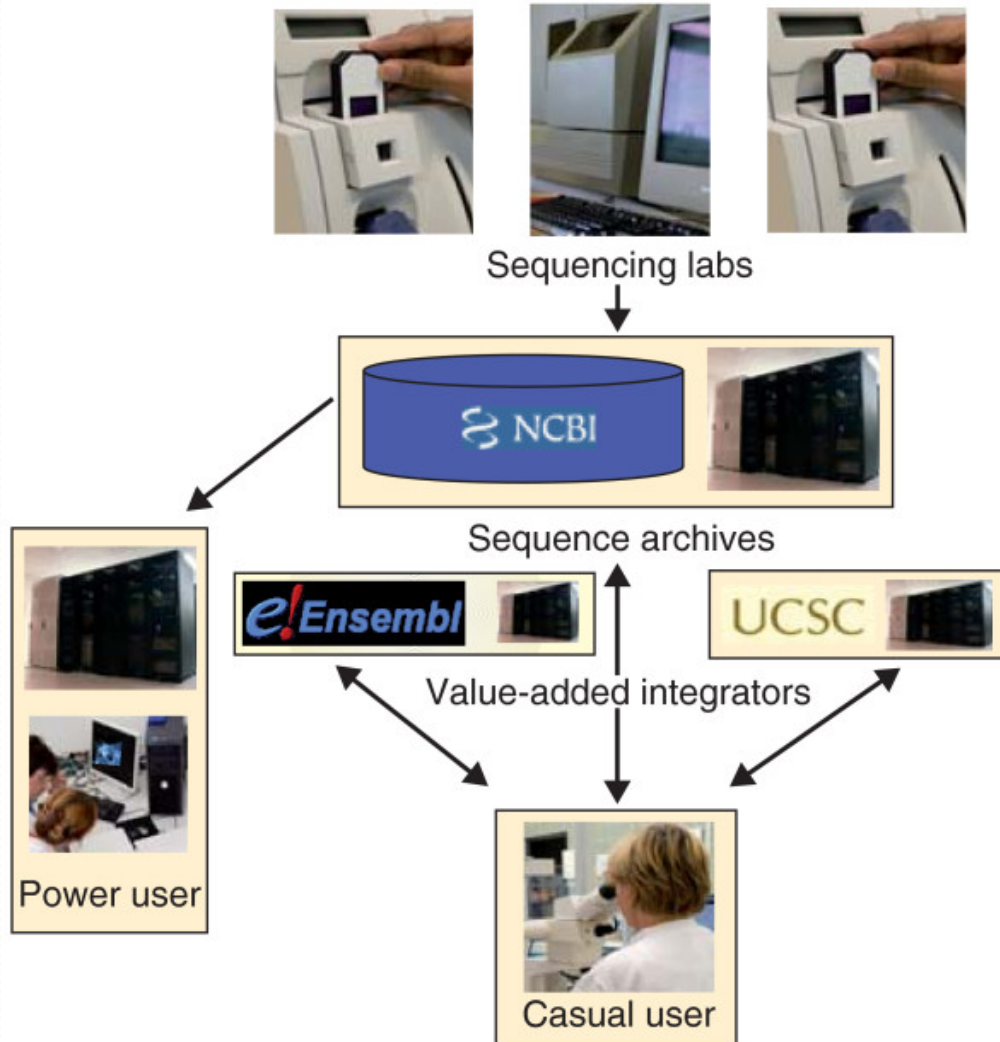 Sequencing labs
NCBI
Sequence archives
e!Ensembl
UCSC
Value-added integrators
Power user
Casual user